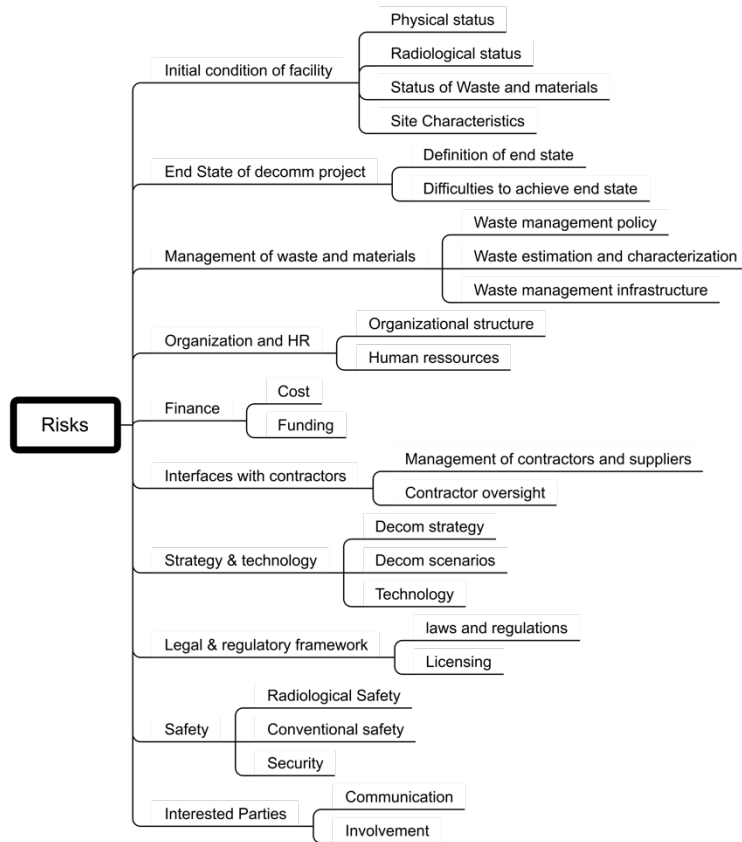 Risks
Initial condition of facility
Physical status
Radiological status
Status of Waste and materials
Site Characteristics
End State of decomm project
Definition of end state
Difficulties to achieve end state
Management of waste and materials
Waste management policy
Waste estimation and characterization
Waste management infrastructure
Organization and HR
Organizational structure
Human ressources
Finance
Cost
Funding
Interfaces with contractors
Management of contractors and suppliers
Contractor oversight
Strategy & technology
Decom strategy
Decom scenarios
Technology
Legal & regulatory framework
laws and regulations
Licensing
Safety
Radiological Safety
Conventional safety
Security
Interested Parties
Communication
Involvement